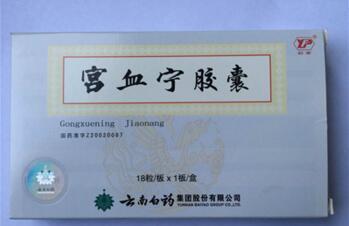 YP
宫血宁胶囊
Gongxuening Jiaonang
国药准字Z20020087
18粒/板x1板/盒
云南白药集团股份有限公司
YUNNAN BAIYAO GROUP CO.,LTD